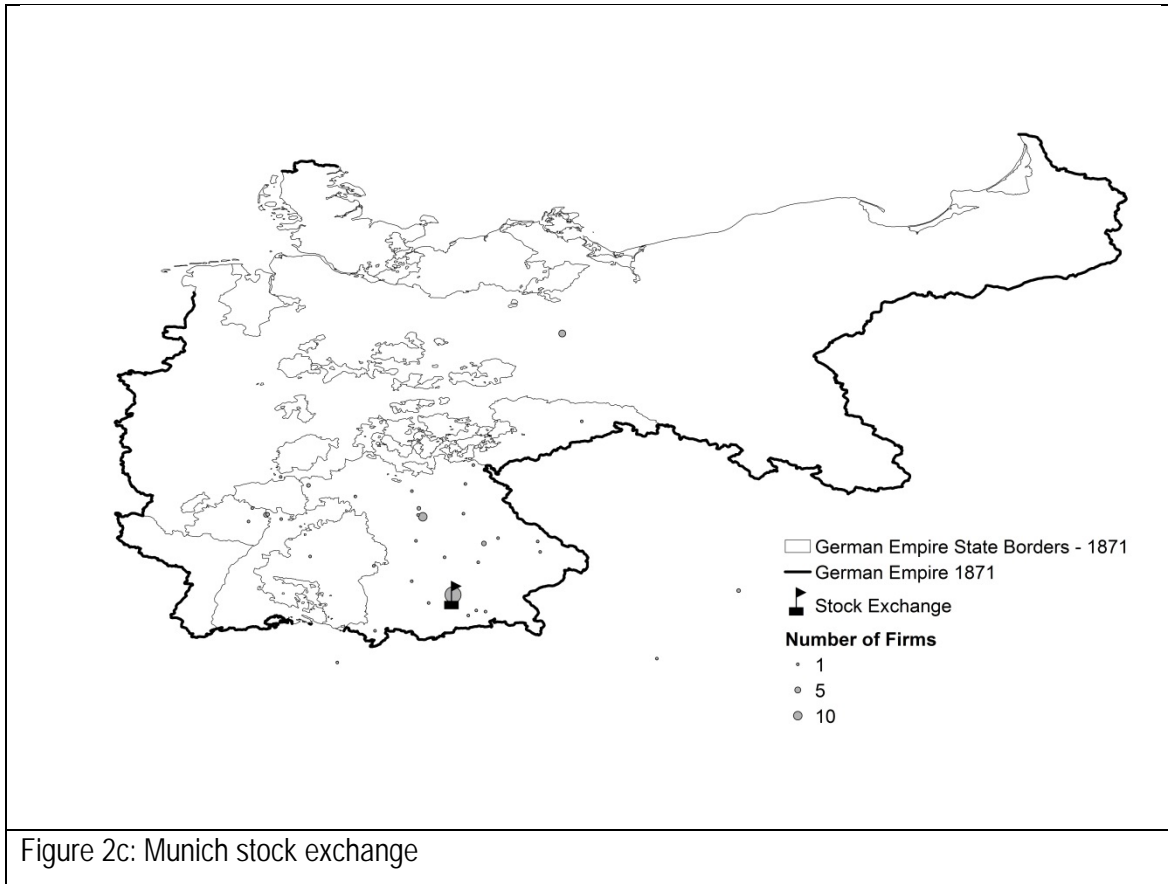 German Empire State Borders - 1871
German Empire 1871
Stock Exchange
Number of Firms
1
5
10
Figure 2c: Munich stock exchange